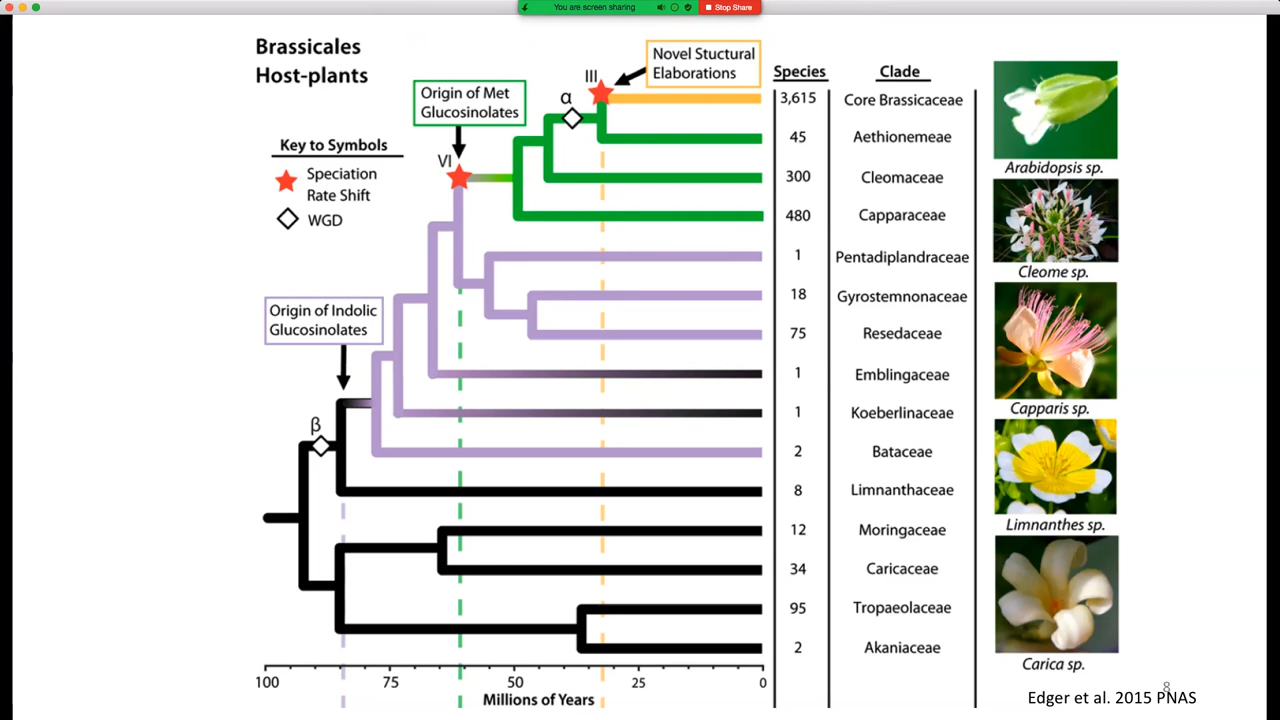 You are screen sharing
Stop Share
Brassicales
Host-plants
Novel Stuctural
Elaborations
III
Origin of Met
Glucosinolates
α
VI
Key to Symbols
Speciation
Rate Shift
WGD
Origin of Indolic
Glucosinolates
β
Species Clade
3,615 Core Brassicaceae
45 Aethionemeae
300 Cleomaceae
480 Capparaceae
1 Pentadiplandraceae
18 Gyrostemnonaceae
75 Resedaceae
1 Emblingaceae
1 Koeberlinaceae
2 Bataceae
8 Limnanthaceae
12 Moringaceae
34 Caricaceae
95 Tropaeolaceae
2 Akaniaceae
Arabidopsis sp.
Cleome sp.
Capparis sp.
Limnanthes sp.
Carica sp.
100 75 50 25 0
Millions of Years
8
Edger et al. 2015 PNAS